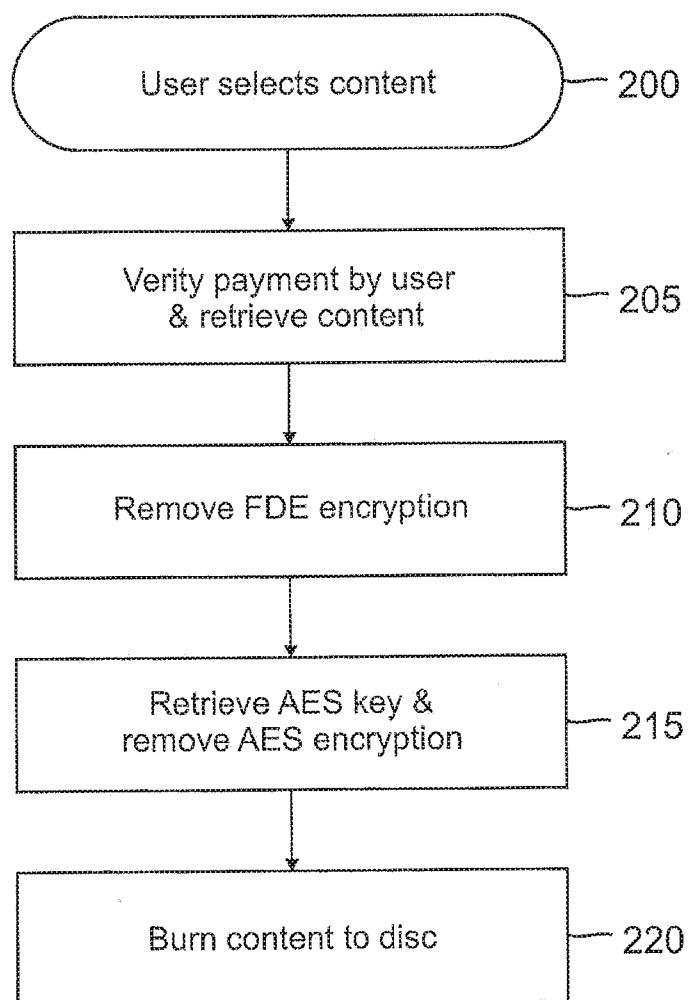 User selects content
200
Verity payment by user
& retrieve content
205
Remove FDE encryption
210
Retrieve AES key &
remove AES encryption
215
Burn content to disc
220